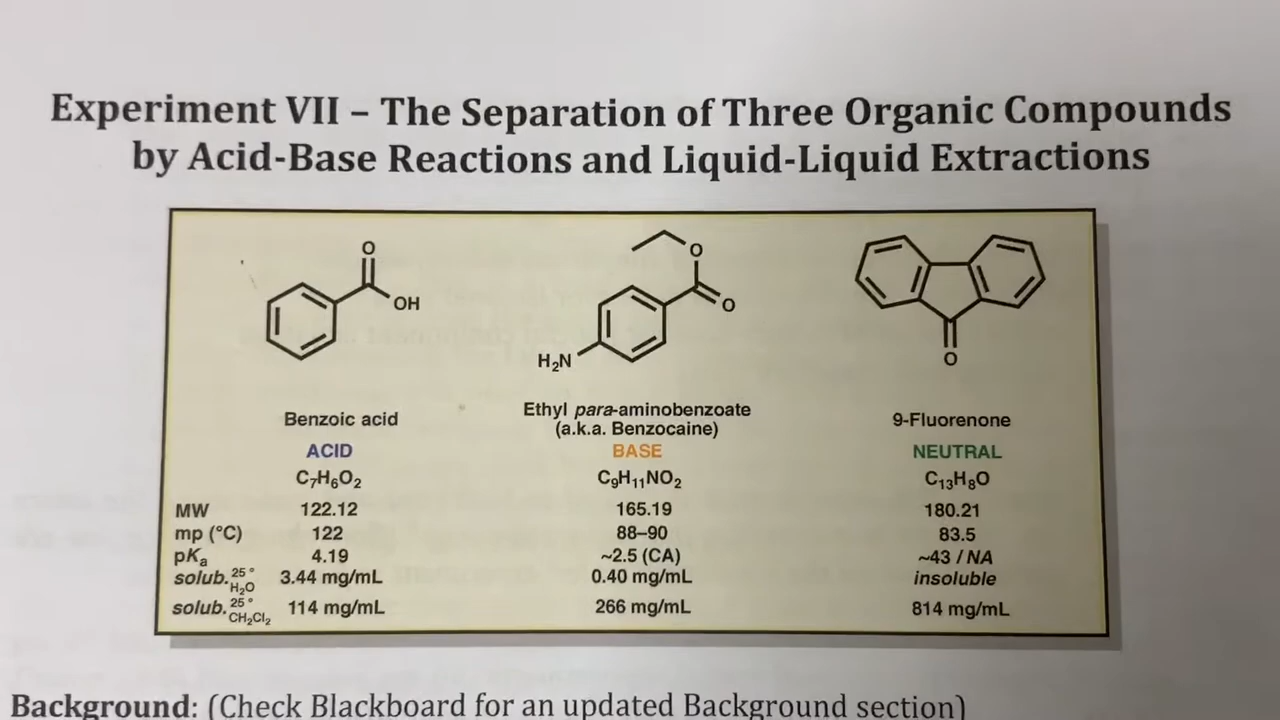 Experiment VII – The Separation of Three Organic Compounds
by Acid-Base Reactions and Liquid-Liquid Extractions
O
OH
O
O
H₂N
O
Benzoic acid
ACID
C₇H₆O₂
Ethyl para-aminobenzoate
(a.k.a. Benzocaine)
BASE
C₉H₁₁NO₂
9-Fluorenone
NEUTRAL
C₁₃H₈O
MW 122.12 165.19 180.21
mp (°C) 122 88–90 83.5
pKₐ 4.19 ~2.5 (CA) ~43 / NA
solub. 25° H₂O 3.44 mg/mL 0.40 mg/mL insoluble
solub. 25° CH₂Cl₂ 114 mg/mL 266 mg/mL 814 mg/mL
Background: (Check Blackboard for an updated Background section)